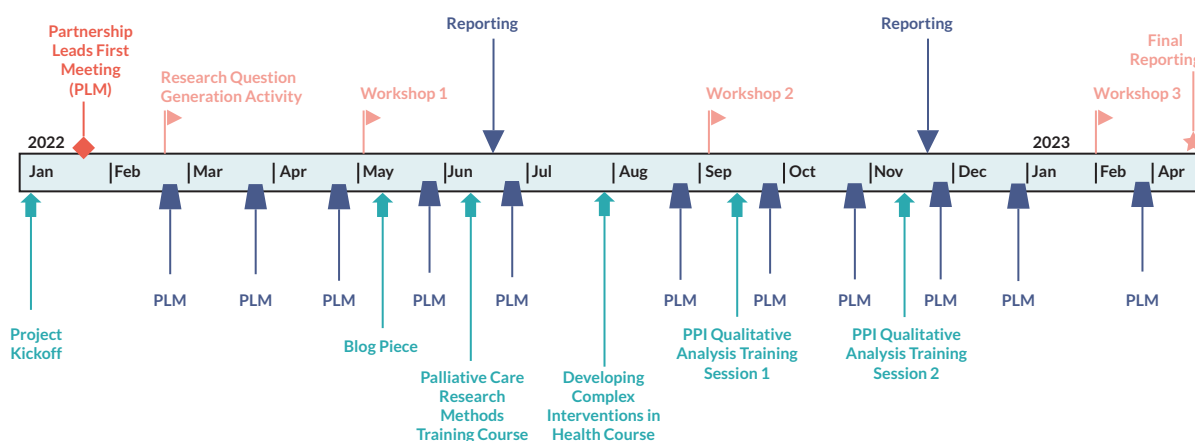 Reporting
Reporting
Partnership
Leads First
Meeting
(PLM)
Final
Reporting
Research Question
Generation Activity
Workshop 1
Workshop 2
Workshop 3
2022
2023
Jan
Feb
Mar
Apr
May
Jun
Jul
Aug
Sep
Oct
Nov
Dec
Jan
Feb
Apr
PLM
PLM
PLM
PLM
PLM
PLM
PLM
PLM
PLM
PLM
PLM
Project
Kickoff
Blog Piece
Palliative Care
Research
Methods
Training Course
Developing
Complex
Interventions in
Health Course
PPI Qualitative
Analysis Training
Session 1
PPI Qualitative
Analysis Training
Session 2